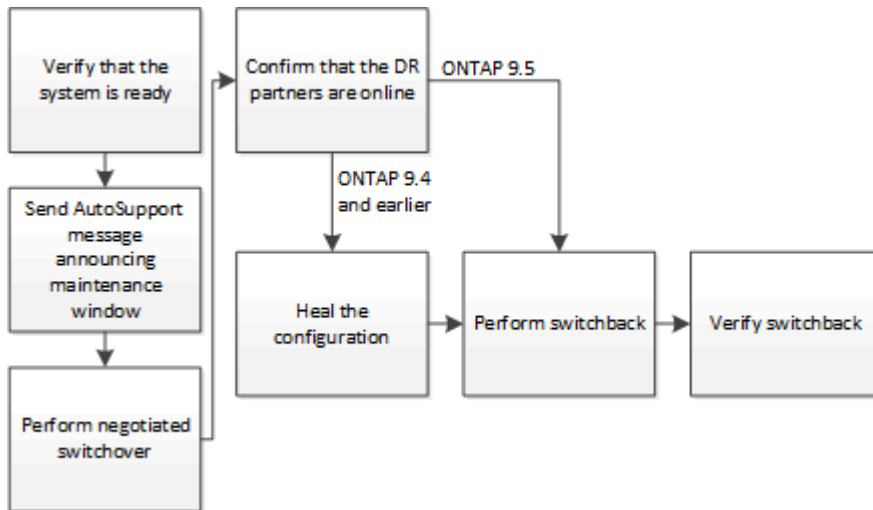 Verify that the
system is ready
Send AutoSupport
message
announcing
maintenance
window
Perform negotiated
switchover
Confirm that the DR
partners are online
ONTAP 9.5
ONTAP 9.4
and earlier
Heal the
configuration
Perform switchback
Verify switchback